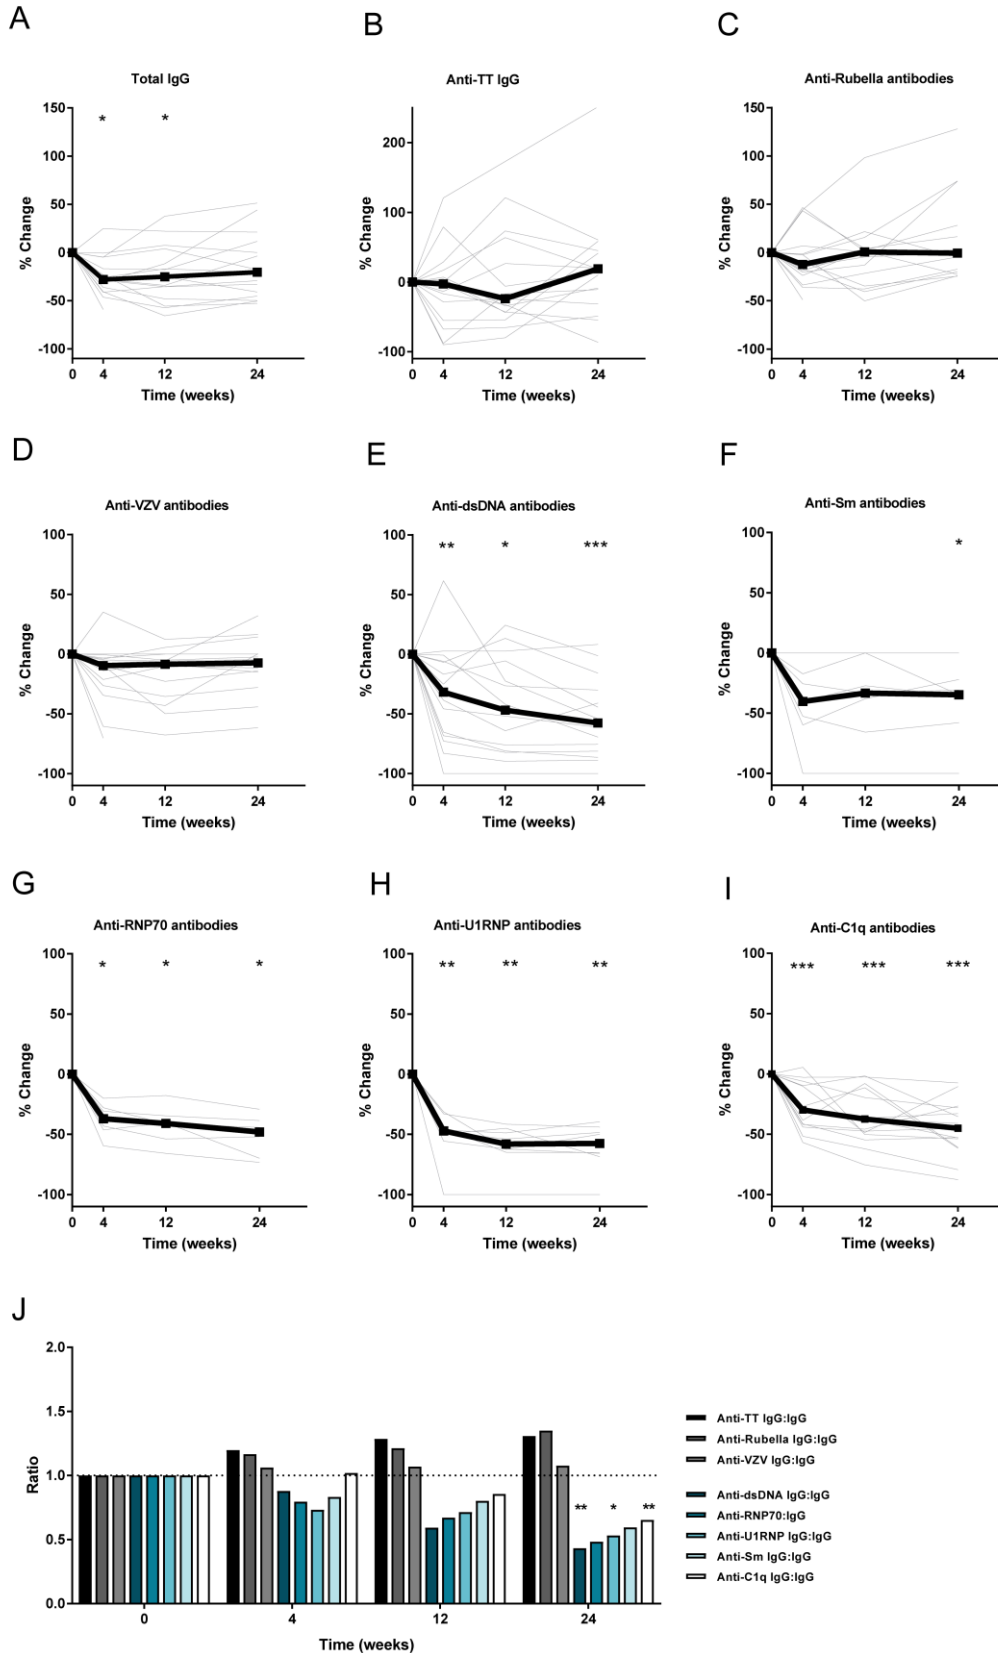 A
B
C
Total IgG
Anti-TT IgG
Anti-Rubella antibodies
% Change
150
100
50
0
-50
-100
* *
0 4 12 24
Time (weeks)
% Change
200
100
0
-100
0 4 12 24
Time (weeks)
% Change
150
100
50
0
-50
-100
0 4 12 24
Time (weeks)
D
E
F
Anti-VZV antibodies
Anti-dsDNA antibodies
Anti-Sm antibodies
% Change
100
50
0
-50
-100
0 4 12 24
Time (weeks)
% Change
100
50
0
-50
-100
** * ***
0 4 12 24
Time (weeks)
% Change
100
50
0
-50
-100
*
0 4 12 24
Time (weeks)
G
H
I
Anti-RNP70 antibodies
Anti-U1RNP antibodies
Anti-C1q antibodies
% Change
100
50
0
-50
-100
* * *
0 4 12 24
Time (weeks)
% Change
100
50
0
-50
-100
** ** **
0 4 12 24
Time (weeks)
% Change
100
50
0
-50
-100
*** *** ***
0 4 12 24
Time (weeks)
J
Ratio
2.0
1.5
1.0
0.5
0.0
** * **
0 4 12 24
Time (weeks)
Anti-TT IgG:IgG
Anti-Rubella IgG:IgG
Anti-VZV IgG:IgG
Anti-dsDNA IgG:IgG
Anti-RNP70:IgG
Anti-U1RNP IgG:IgG
Anti-Sm IgG:IgG
Anti-C1q IgG:IgG